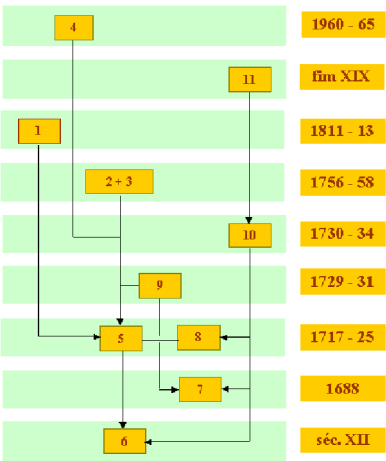 4 1960 - 65
11 fim XIX
1 1811 - 13
2 + 3 1756 - 58
10 1730 - 34
9 1729 - 31
5 8 1717 - 25
7 1688
6 séc. XII